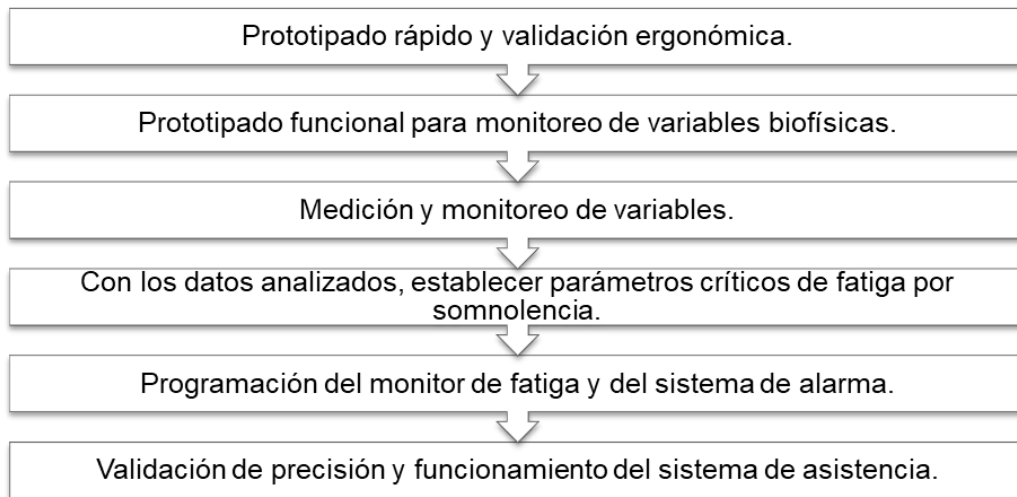 Prototipado rápido y validación ergonómica.
Prototipado funcional para monitoreo de variables biofísicas.
Medición y monitoreo de variables.
Con los datos analizados, establecer parámetros críticos de fatiga por
somnolencia.
Programación del monitor de fatiga y del sistema de alarma.
Validación de precisión y funcionamiento del sistema de asistencia.